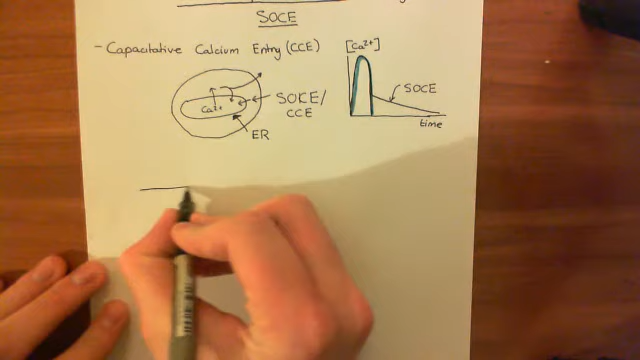 SOCE
- Capacitative Calcium Entry (CCE)
[Ca²⁺]
Ca²⁺
SOCE/
CCE
ER
SOCE
time